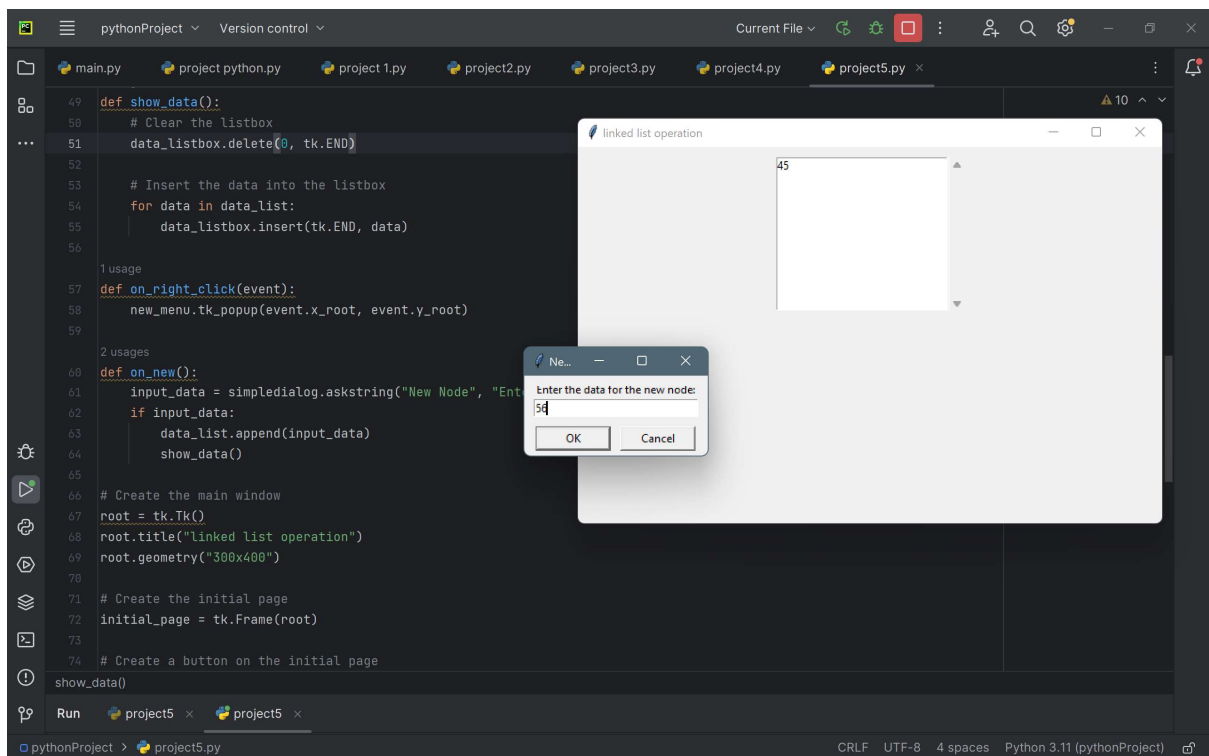 pythonProject Version control Current File
main.py project python.py project 1.py project2.py project3.py project4.py project5.py
49 def show_data():
10
50 # Clear the listbox
51 data_listbox.delete(0, tk.END)
52
53 # Insert the data into the listbox
54 for data in data_list:
55 data_listbox.insert(tk.END, data)
56
1 usage
57 def on_right_click(event):
58 new_menu.tk_popup(event.x_root, event.y_root)
59
2 usages
60 def on_new():
61 input_data = simpledialog.askstring("New Node", "Ent
62 if input_data:
63 data_list.append(input_data)
64 show_data()
65
66 # Create the main window
67 root = tk.Tk()
68 root.title("linked list operation")
69 root.geometry("300x400")
70
71 # Create the initial page
72 initial_page = tk.Frame(root)
73
74 # Create a button on the initial page
linked list operation
45
Ne...
Enter the data for the new node:
56
OK Cancel
show_data()
Run project5 project5
pythonProject > project5.py CRLF UTF-8 4 spaces Python 3.11 (pythonProject)